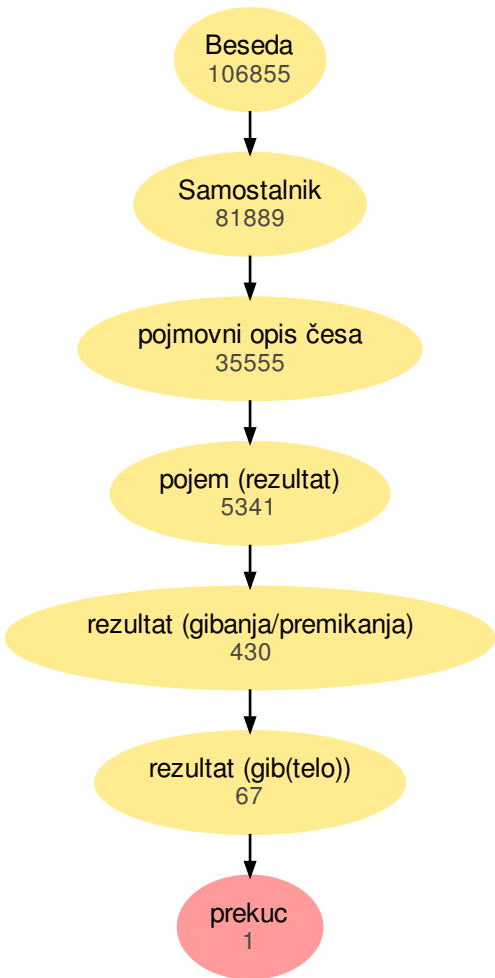 Beseda
106855
Samostalnik
81889
pojmovni opis česa
35555
pojem (rezultat)
5341
rezultat (gibanja/premikanja)
430
rezultat (gib(telo))
67
prekuc
1